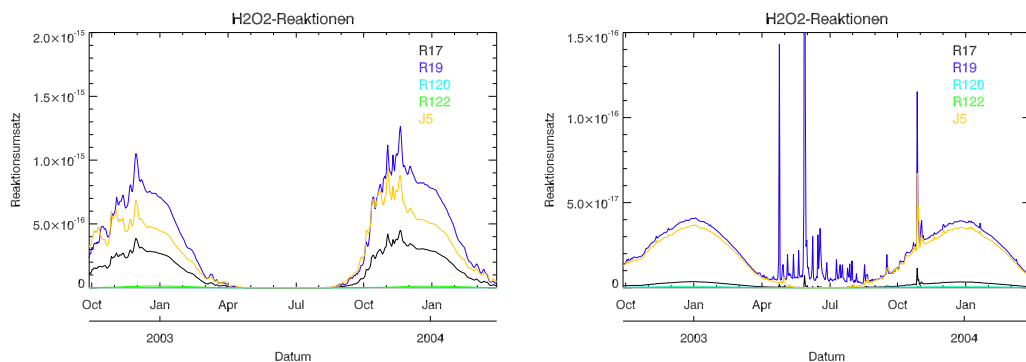 H2O2-Reaktionen
2.0×10-15
1.5×10-15
1.0×10-15
5.0×10-16
0
Reaktionsumsatz
R17
R19
R120
R122
J5
Oct Jan Apr Jul Oct Jan
2003 2004
Datum
H2O2-Reaktionen
1.5×10-16
1.0×10-16
5.0×10-17
0
Reaktionsumsatz
R17
R19
R120
R122
J5
Oct Jan Apr Jul Oct Jan
2003 2004
Datum